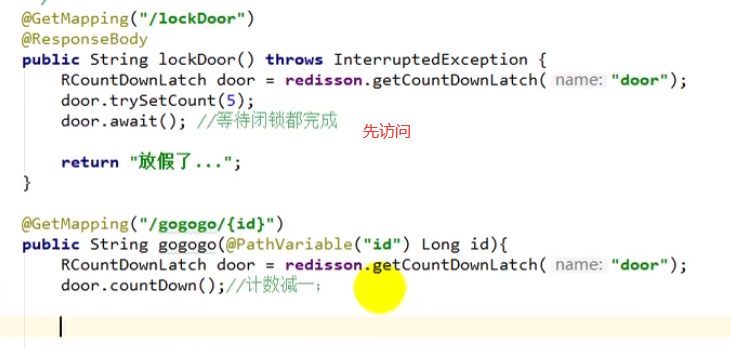 @GetMapping("/lockDoor")
@ResponseBody
public String lockDoor() throws InterruptedException {
RCountDownLatch door = redisson.getCountDownLatch( name: "door");
door.trySetCount(5);
door.await(); //等待闭锁都完成
先访问
return "放假了...";
}
@GetMapping("/gogogo/{id}")
public String gogogo(@PathVariable("id") Long id){
RCountDownLatch door = redisson.getCountDownLatch( name: "door");
door.countDown();//计数减一;